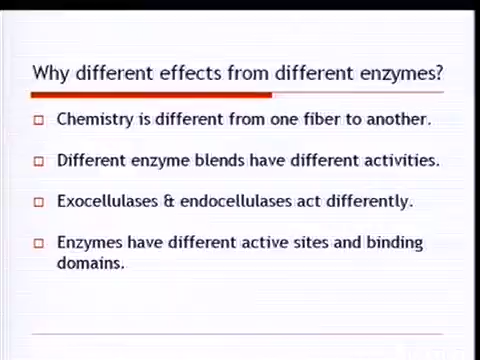 Why different effects from different enzymes?
Chemistry is different from one fiber to another.
Different enzyme blends have different activities.
Exocellulases & endocellulases act differently.
Enzymes have different active sites and binding
domains.